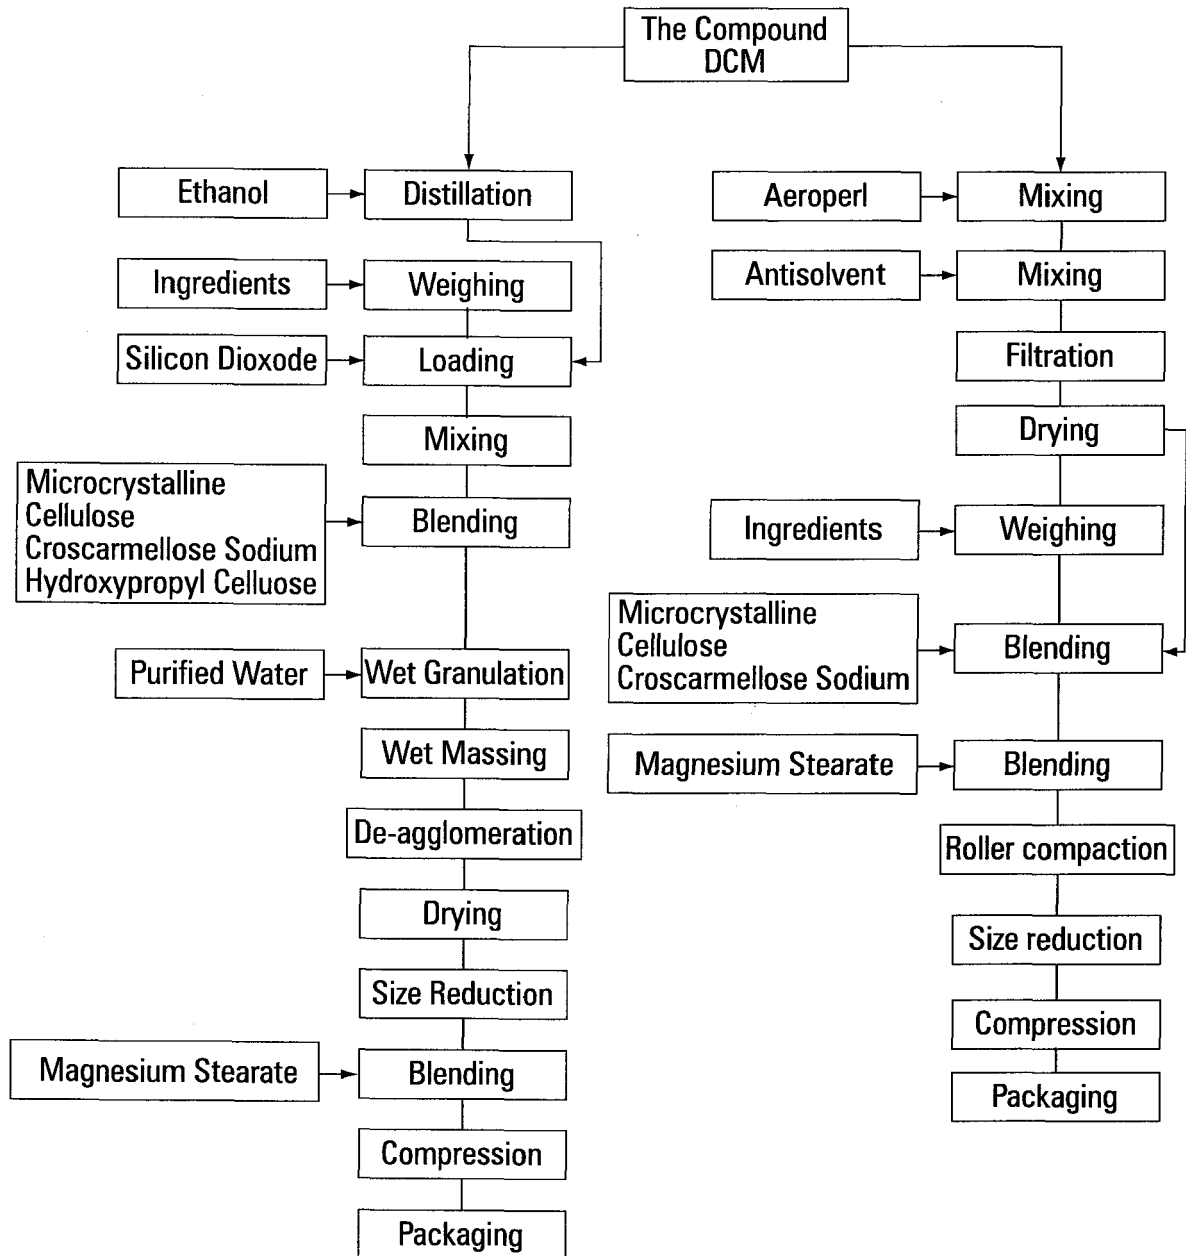 The Compound
DCM
Ethanol
Distillation
Ingredients
Weighing
Silicon Dioxode
Loading
Mixing
Microcrystalline
Cellulose
Croscarmellose Sodium
Hydroxypropyl Celluose
Blending
Purified Water
Wet Granulation
Wet Massing
De-agglomeration
Drying
Size Reduction
Magnesium Stearate
Blending
Compression
Packaging
Aeroperl
Mixing
Antisolvent
Mixing
Filtration
Drying
Ingredients
Weighing
Microcrystalline
Cellulose
Croscarmellose Sodium
Blending
Magnesium Stearate
Blending
Roller compaction
Size reduction
Compression
Packaging